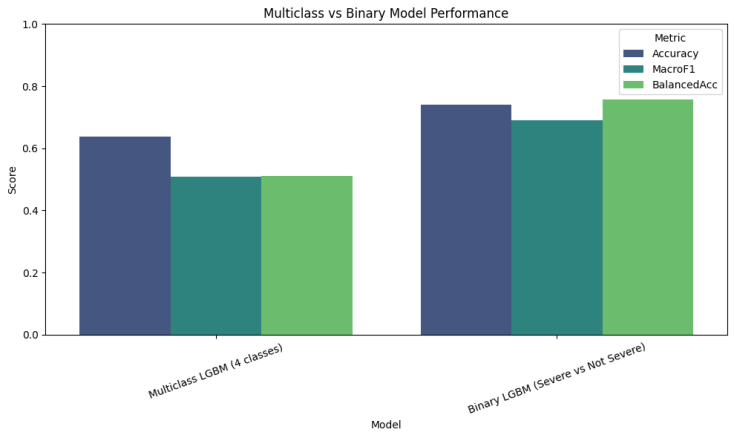 Multiclass vs Binary Model Performance
1.0
0.8
0.6
0.4
0.2
0.0
Score
Metric
Accuracy
MacroF1
BalancedAcc
Multiclass LGBM (4 classes)
Binary LGBM (Severe vs Not Severe)
Model